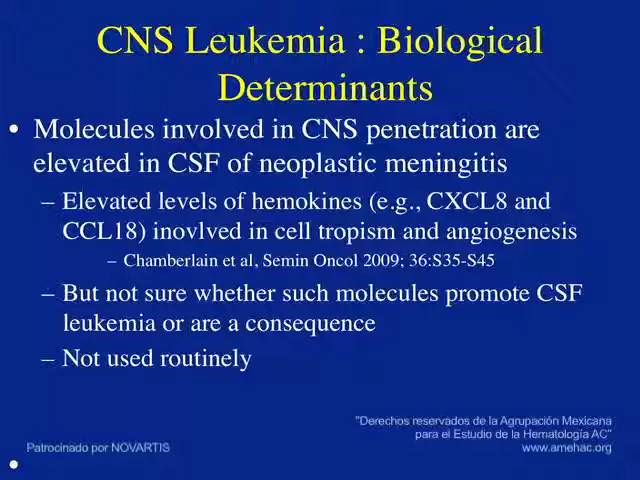 CNS Leukemia : Biological
Determinants
• Molecules involved in CNS penetration are
elevated in CSF of neoplastic meningitis
– Elevated levels of hemokines (e.g., CXCL8 and
CCL18) inovlved in cell tropism and angiogenesis
– Chamberlain et al, Semin Oncol 2009; 36:S35-S45
– But not sure whether such molecules promote CSF
leukemia or are a consequence
– Not used routinely
"Derechos reservados de la Agrupación Mexicana
para el Estudio de la Hematología AC"
Patrocinado por NOVARTIS
www.amehac.org
•